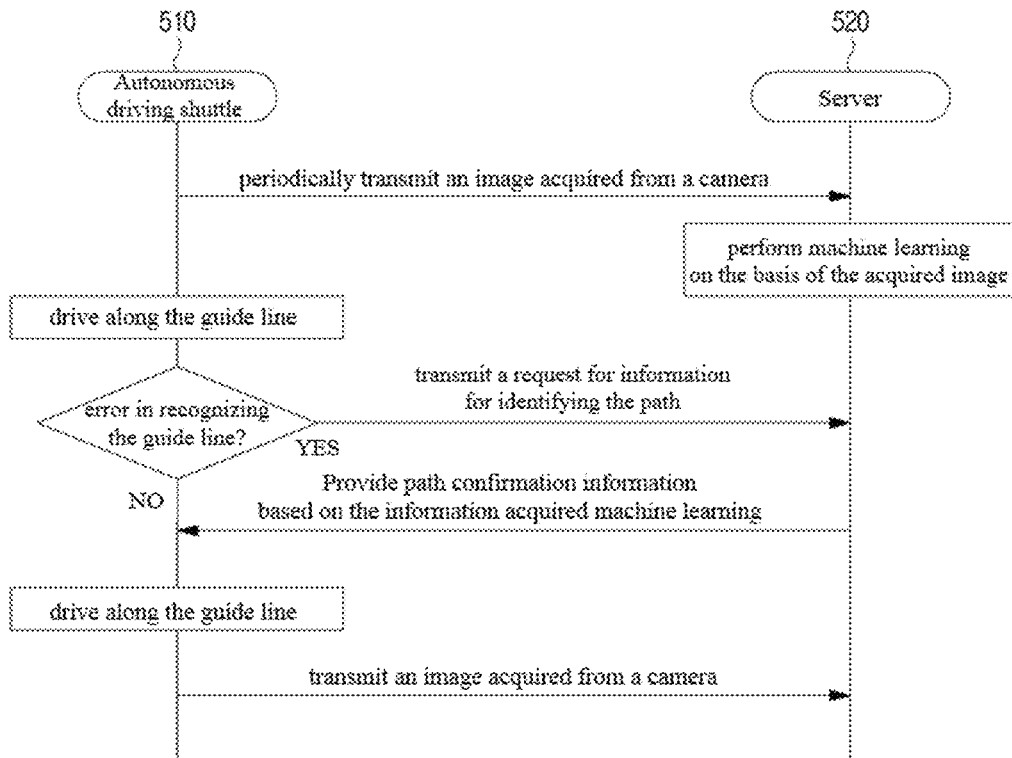 510
520
Autonomous
driving shuttle
Server
periodically transmit an image acquired from a camera
perform machine learning
on the basis of the acquired image
drive along the guide line
transmit a request for information
for identifying the path
error in recognizing
the guide line?
YES
NO
Provide path confirmation information
based on the information acquired machine learning
drive along the guide line
transmit an image acquired from a camera